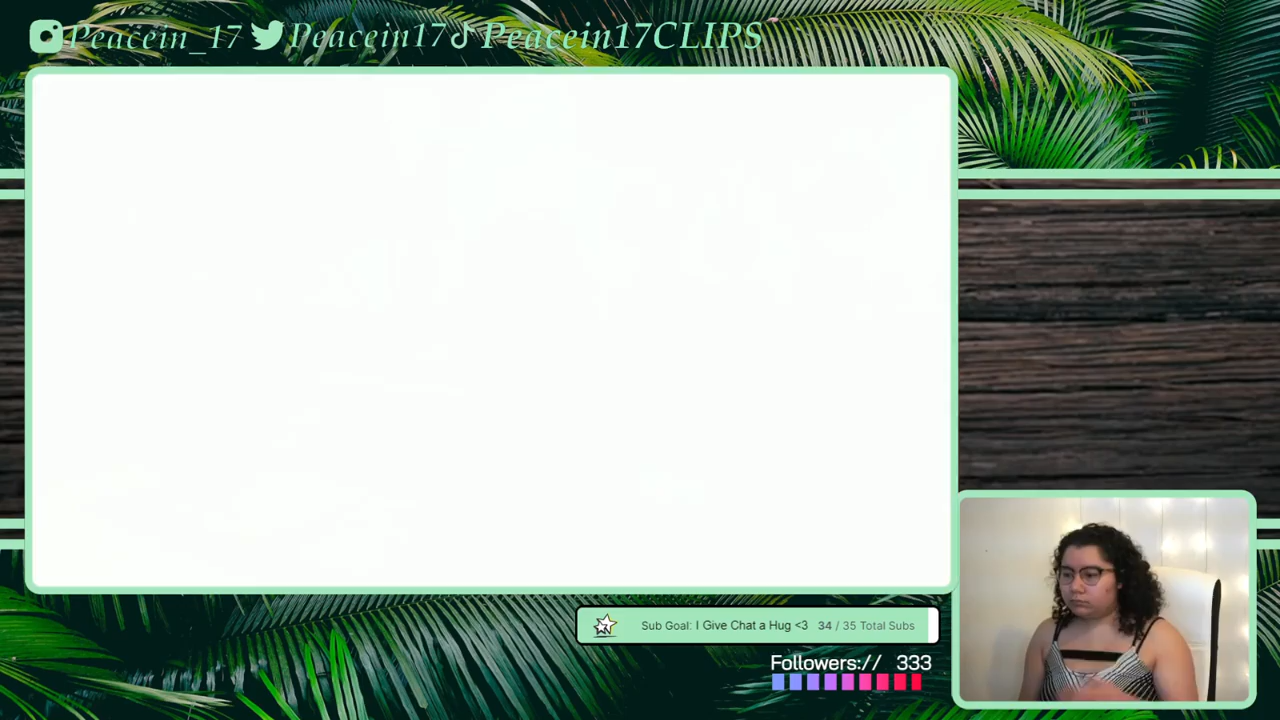 Peacein_17 Peacein17 Peacein17CLIPS
Sub Goal: I Give Chat a Hug <3 34 / 35 Total Subs
Followers:// 333